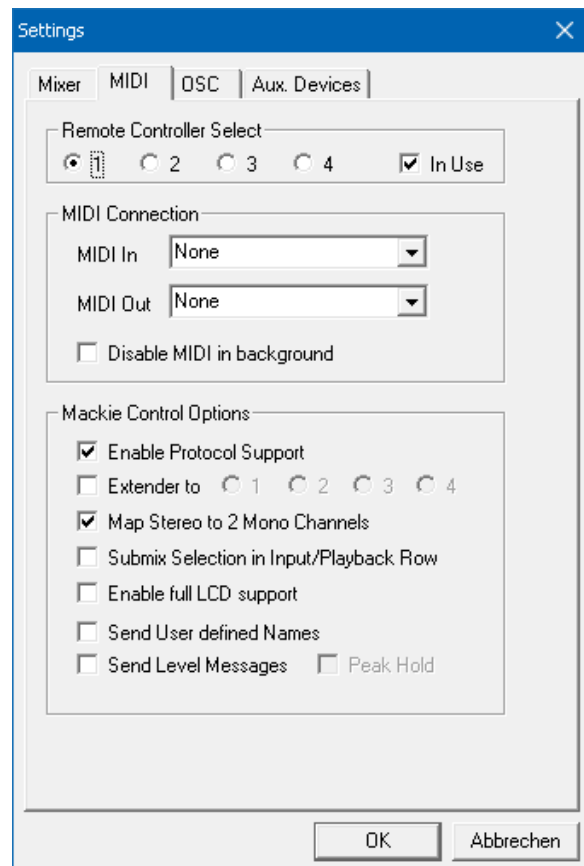 Settings
Mixer MIDI OSC Aux. Devices
Remote Controller Select
1 2 3 4 In Use
MIDI Connection
MIDI In None
MIDI Out None
Disable MIDI in background
Mackie Control Options
Enable Protocol Support
Extender to 1 2 3 4
Map Stereo to 2 Mono Channels
Submix Selection in Input/Playback Row
Enable full LCD support
Send User defined Names
Send Level Messages Peak Hold
OK Abbrechen